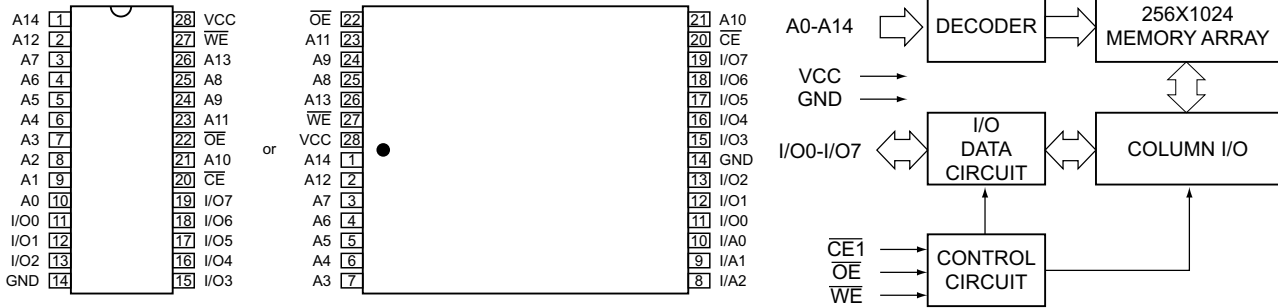 A14 1 28 VCC
A12 2 27 WE
A7 3 26 A13
A6 4 25 A8
A5 5 24 A9
A4 6 23 A11
A3 7 22 OE
A2 8 21 A10
A1 9 20 CE
A0 10 19 I/O7
I/O0 11 18 I/O6
I/O1 12 17 I/O5
I/O2 13 16 I/O4
GND 14 15 I/O3
or
OE 22 21 A10
A11 23 20 CE
A9 24 19 I/O7
A8 25 18 I/O6
A13 26 17 I/O5
WE 27 16 I/O4
VCC 28 15 I/O3
A14 1 14 GND
A12 2 13 I/O2
A7 3 12 I/O1
A6 4 11 I/O0
A5 5 10 I/A0
A4 6 9 I/A1
A3 7 8 I/A2
A0-A14
DECODER
256X1024
MEMORY ARRAY
VCC
GND
I/O0-I/O7
I/O
DATA
CIRCUIT
COLUMN I/O
CE1
OE
WE
CONTROL
CIRCUIT